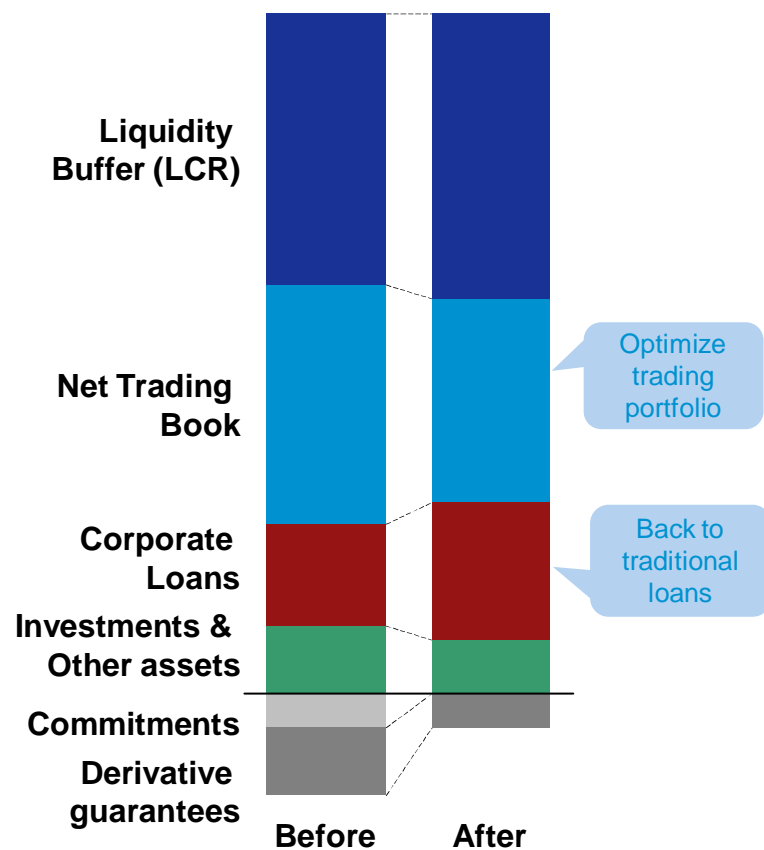 Liquidity
Buffer (LCR)
Net Trading
Book
Optimize
trading
portfolio
Corporate
Loans
Back to
traditional
loans
Investments &
Other assets
Commitments
Derivative
guarantees
Before
After